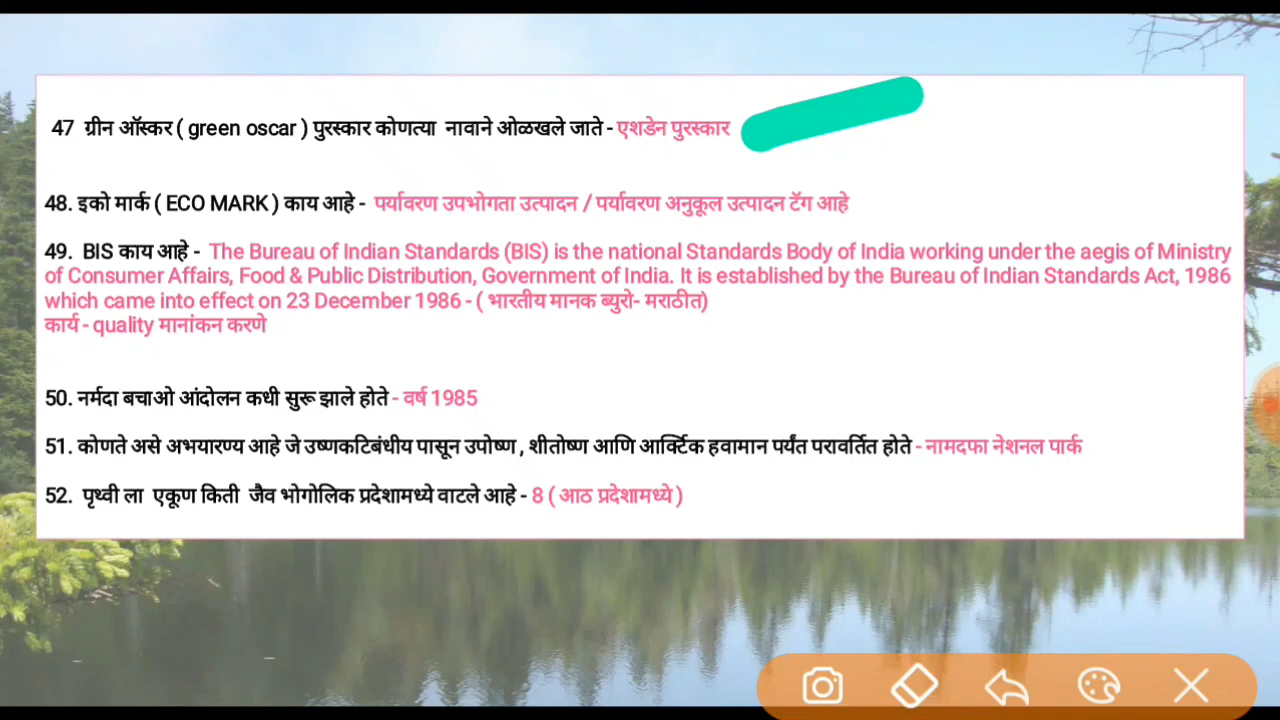 47 ग्रीन ऑस्कर ( green oscar ) पुरस्कार कोणत्या नावाने ओळखले जाते - एशडेन पुरस्कार
48. इको मार्क ( ECO MARK ) काय आहे - पर्यावरण उपभोगता उत्पादन / पर्यावरण अनुकूल उत्पादन टॅग आहे
49. BIS काय आहे - The Bureau of Indian Standards (BIS) is the national Standards Body of India working under the aegis of Ministry
of Consumer Affairs, Food & Public Distribution, Government of India. It is established by the Bureau of Indian Standards Act, 1986
which came into effect on 23 December 1986 - ( भारतीय मानक ब्युरो- मराठीत)
कार्य - quality मानांकन करणे
50. नर्मदा बचाओ आंदोलन कधी सुरू झाले होते - वर्ष 1985
51. कोणते असे अभयारण्य आहे जे उष्णकटिबंधीय पासून उपोष्ण , शीतोष्ण आणि आर्क्टिक हवामान पर्यंत परावर्तित होते - नामदफा नेशनल पार्क
52. पृथ्वी ला एकूण किती जैव भोगोलिक प्रदेशामध्ये वाटले आहे - 8 ( आठ प्रदेशामध्ये )